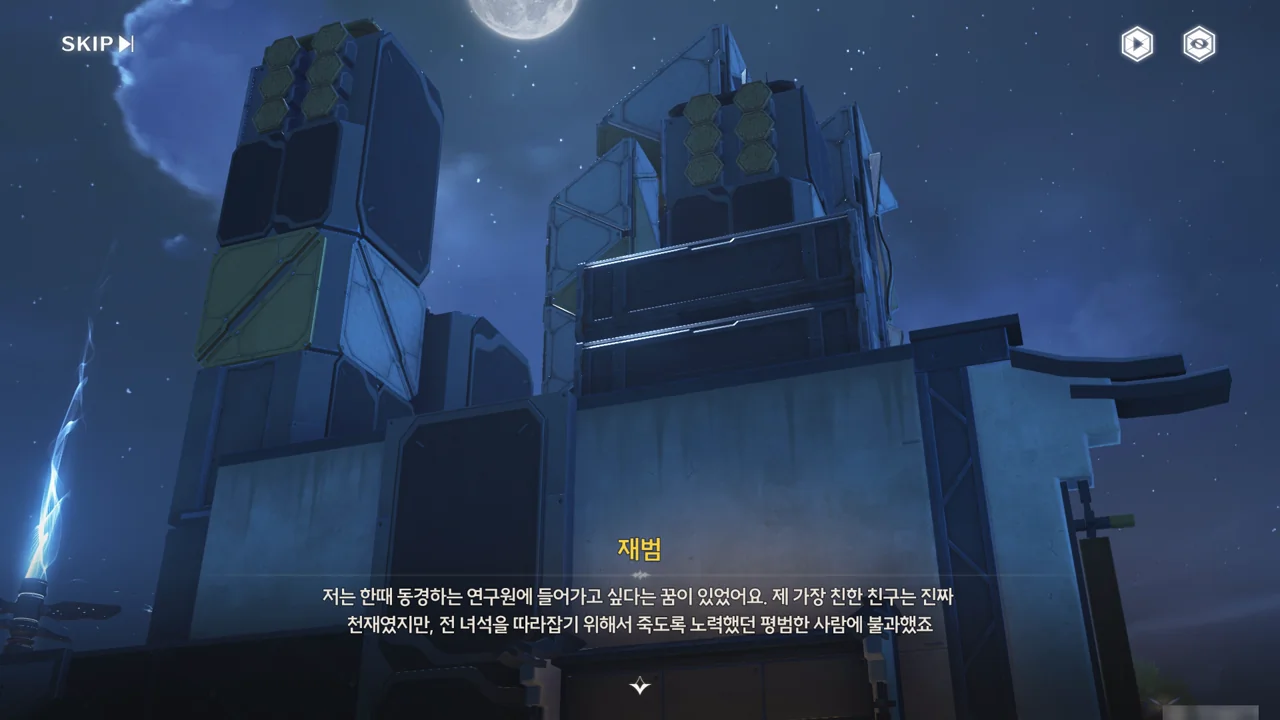 SKIP
재범
저는 한때 동경하는 연구원에 들어가고 싶다는 꿈이 있었어요. 제 가장 친한 친구는 진짜
천재였지만, 전 녀석을 따라잡기 위해서 죽도록 노력했던 평범한 사람에 불과했죠